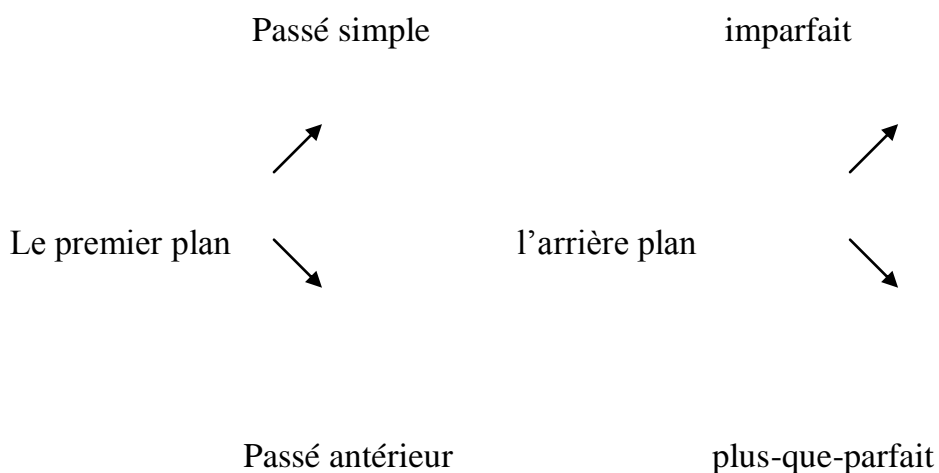 Passé simple imparfait
Le premier plan l’arrière plan
Passé antérieur plus-que-parfait